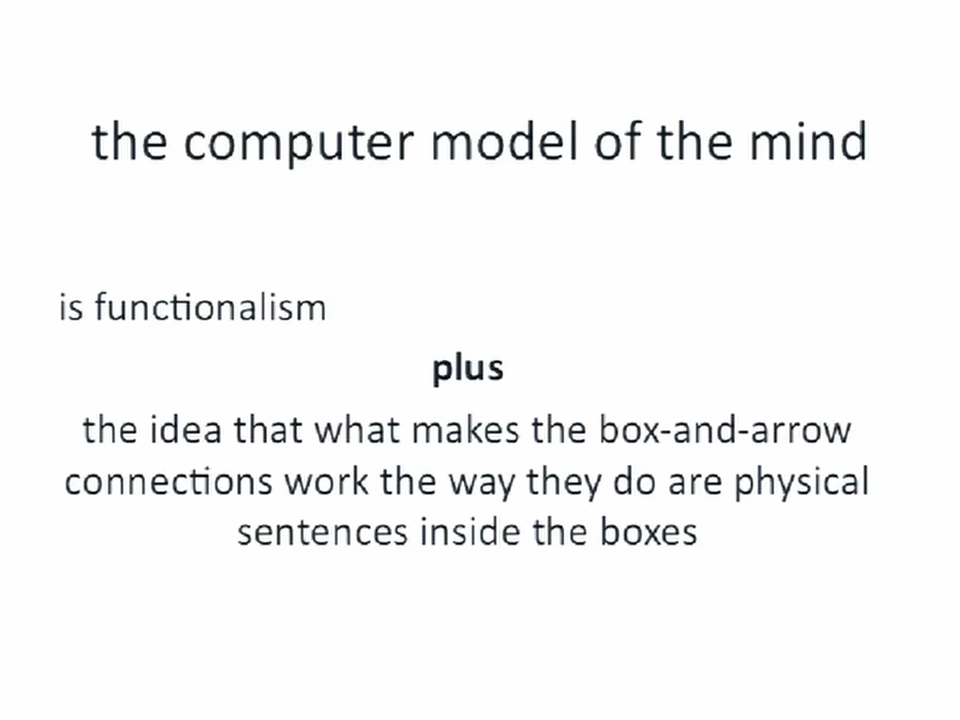 the computer model of the mind
is functionalism
plus
the idea that what makes the box-and-arrow
connections work the way they do are physical
sentences inside the boxes